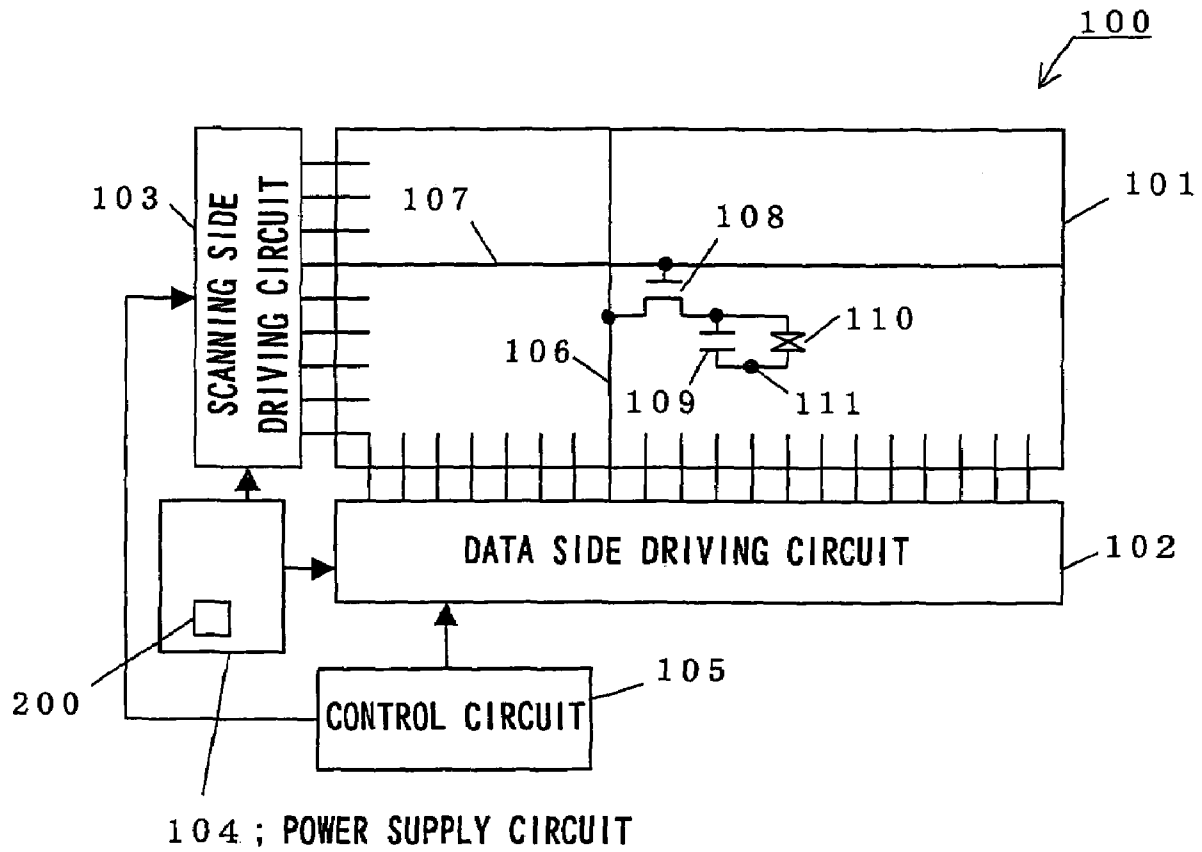 100
103
SCANNING SIDE
DRIVING CIRCUIT
107
108
101
106
109
110
111
DATA SIDE DRIVING CIRCUIT
102
200
CONTROL CIRCUIT
105
104 ; POWER SUPPLY CIRCUIT